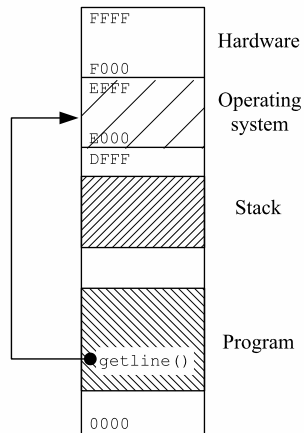 FFFF
Hardware
F000
EFFF
Operating
system
E000
DFFF
Stack
Program
getline()
0000